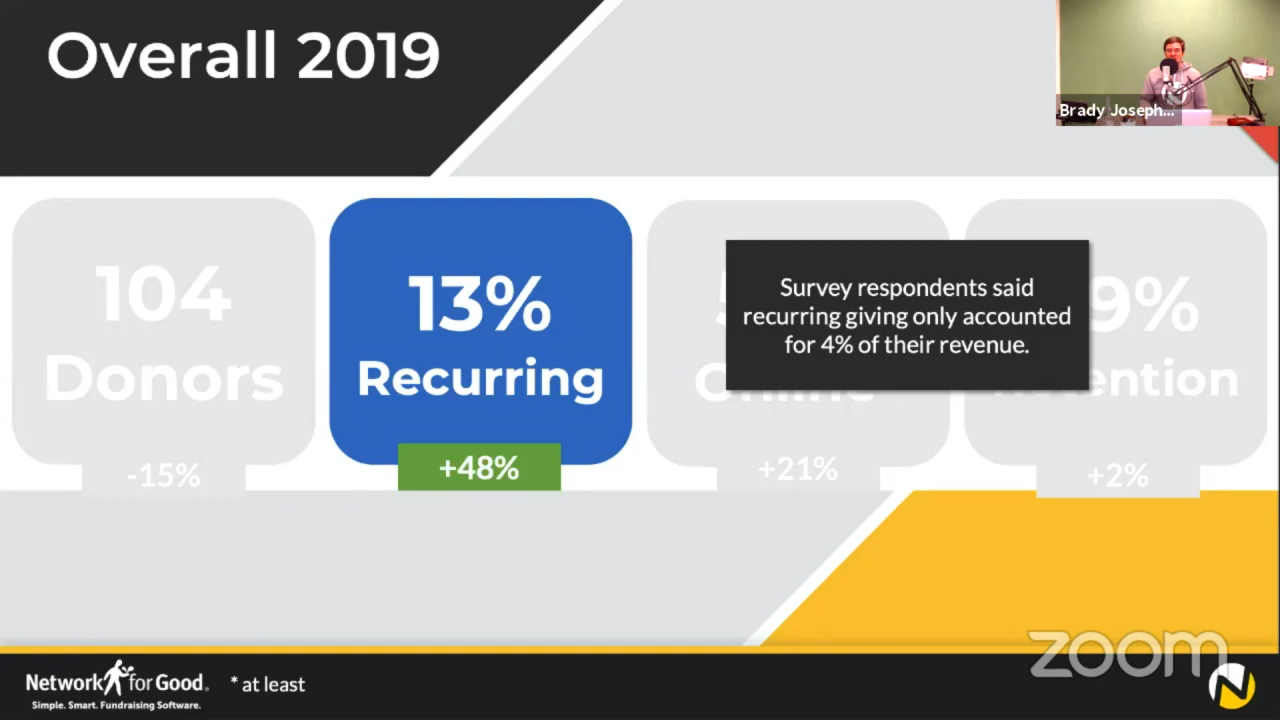 Overall 2019
Brady Joseph...
104
Donors
-15%
13%
Recurring
+48%
Survey respondents said
recurring giving only accounted
for 4% of their revenue.
+21%
9%
+2%
Network for Good.
Simple. Smart. Fundraising Software.
* at least
zoom
N